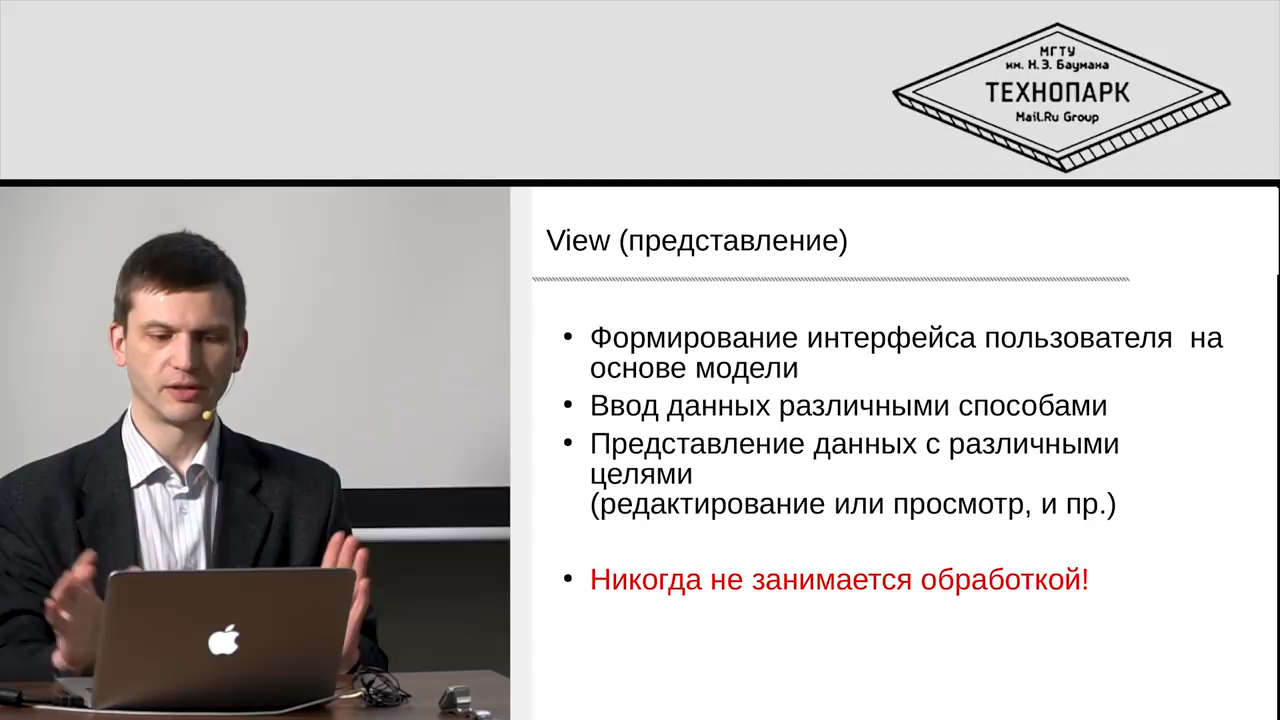 МГТУ
им. Н. Э. Баумана
ТЕХНОПАРК
Mail.Ru Group
View (представление)
Формирование интерфейса пользователя на
основе модели
Ввод данных различными способами
Представление данных с различными
целями
(редактирование или просмотр, и пр.)
Никогда не занимается обработкой!